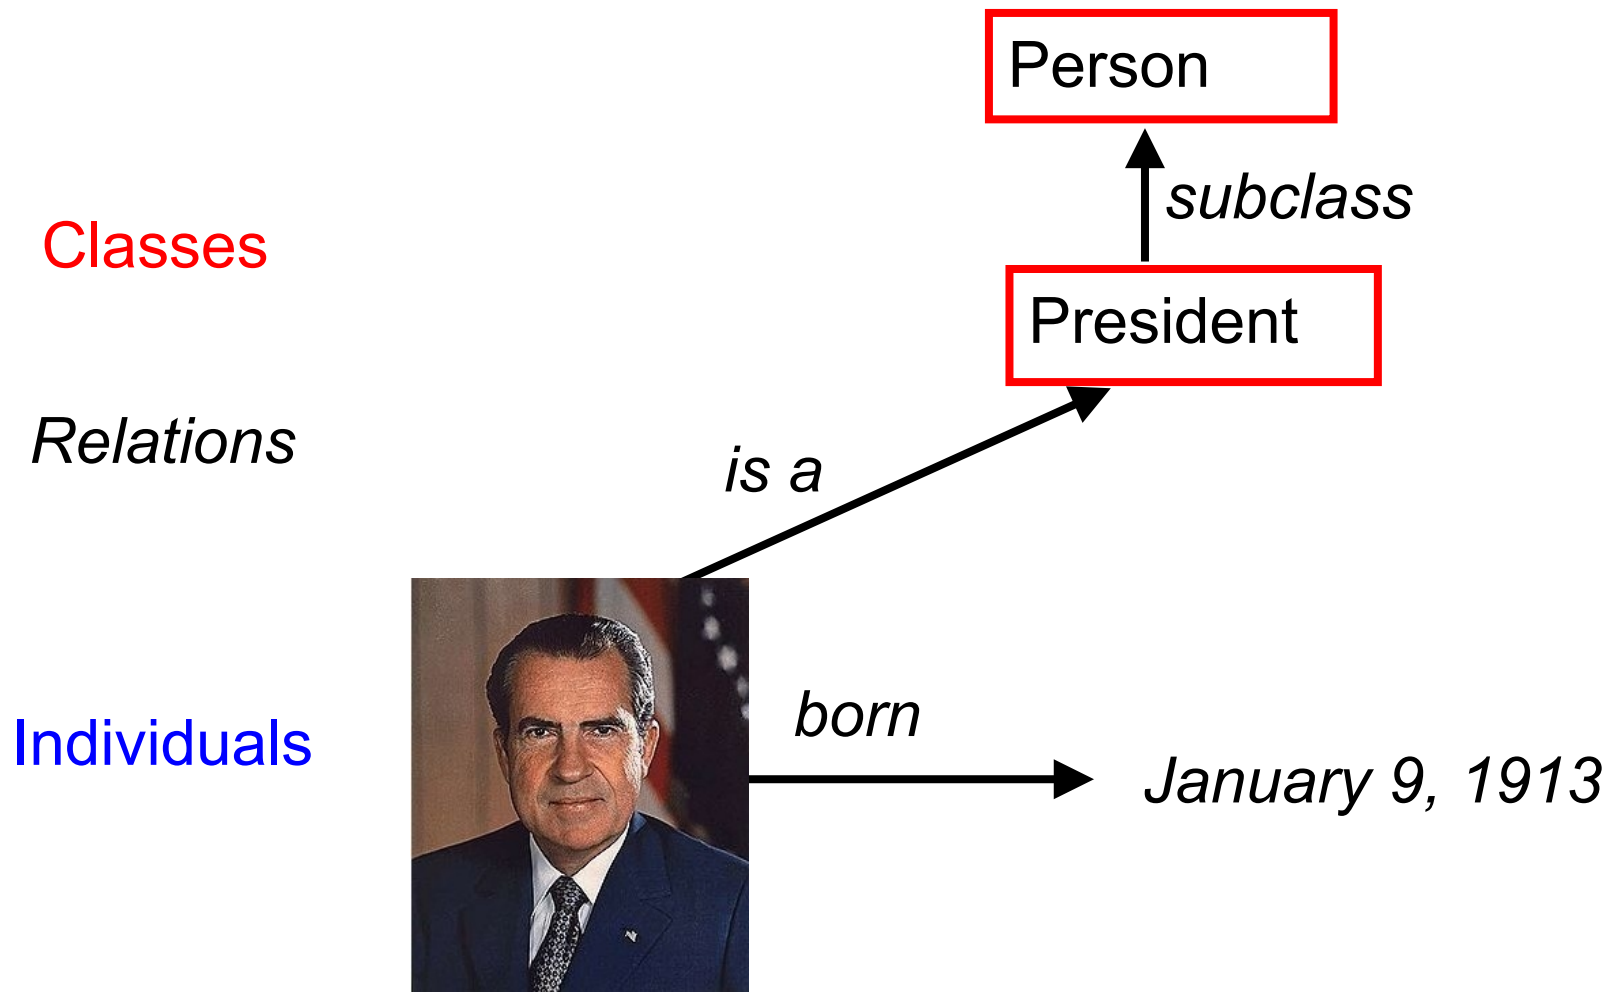 Person
subclass
Classes
President
Relations
is a
born
Individuals
January 9, 1913